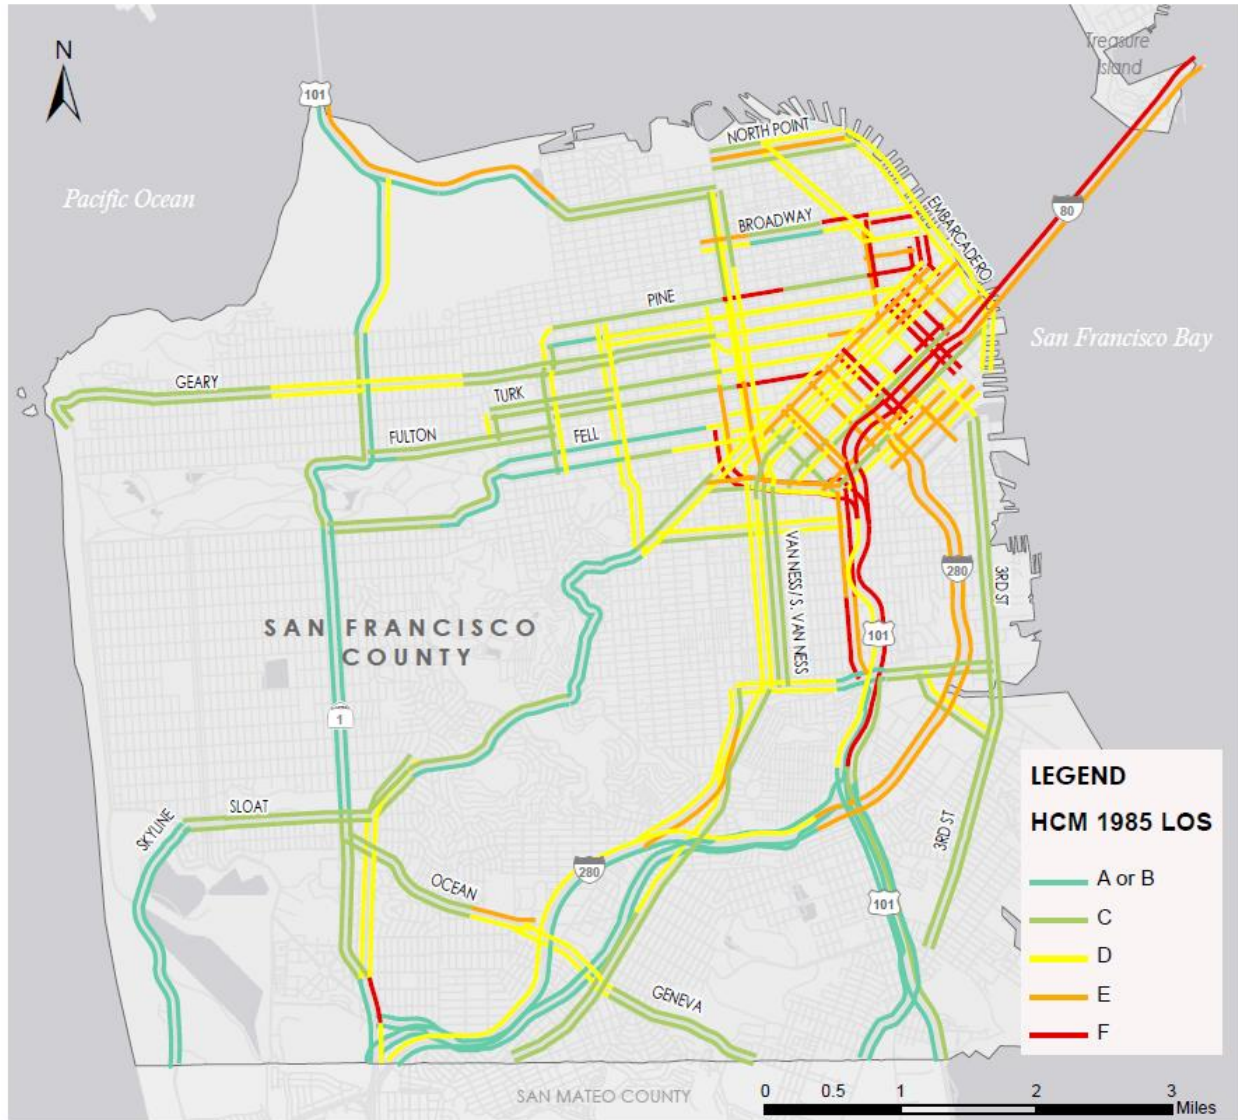 N
101
Treasure
Island
Pacific Ocean
NORTH POINT
EMBARCADERO
80
BROADWAY
PINE
San Francisco Bay
GEARY
TURK
FULTON
FELL
280
3RD ST
VAN NESS/ S. VAN NESS
101
SAN FRANCISCO
COUNTY
1
SKYLINE
SLOAT
OCEAN
280
3RD ST
101
GENEVA
LEGEND
HCM 1985 LOS
A or B
C
D
E
F
SAN MATEO COUNTY
0 0.5 1 2 3
Miles